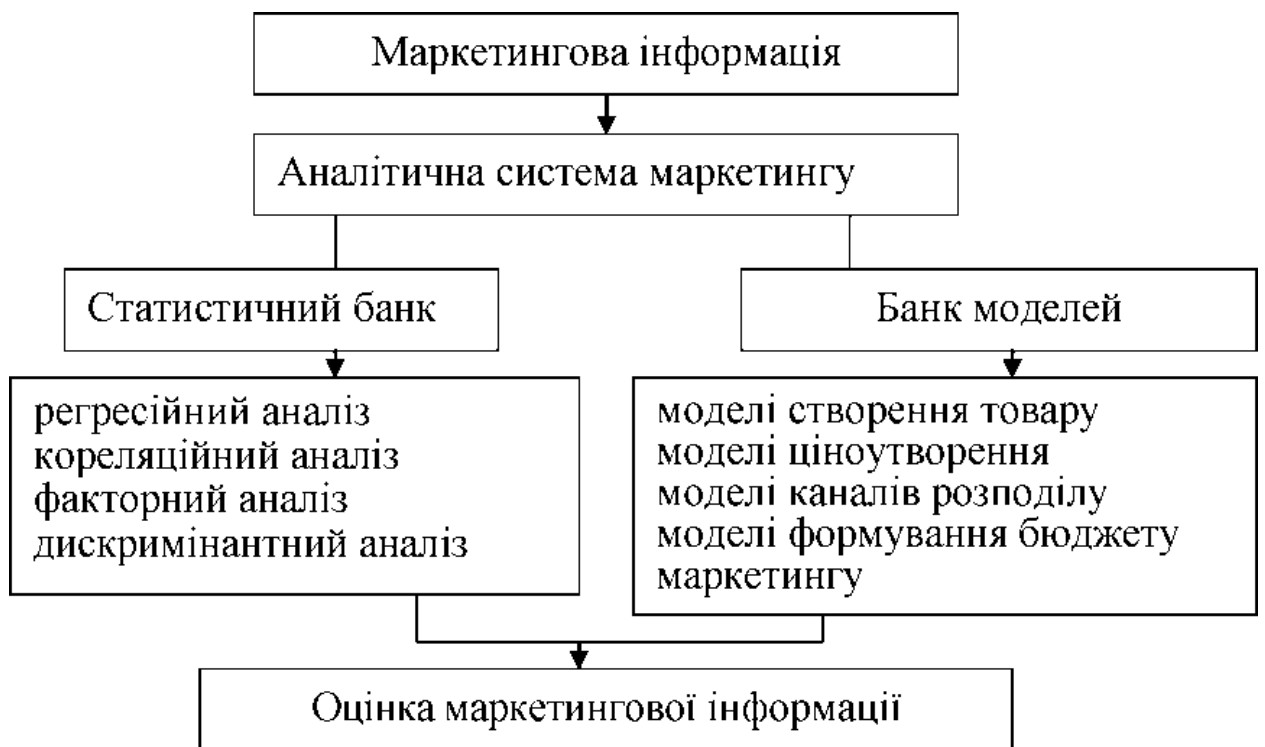 Маркетингова інформація
Аналітична система маркетингу
Статистичний банк
Банк моделей
регресійний аналіз
кореляційний аналіз
факторний аналіз
дискримінантний аналіз
моделі створення товару
моделі ціноутворення
моделі каналів розподілу
моделі формування бюджету
маркетингу
Оцінка маркетингової інформації